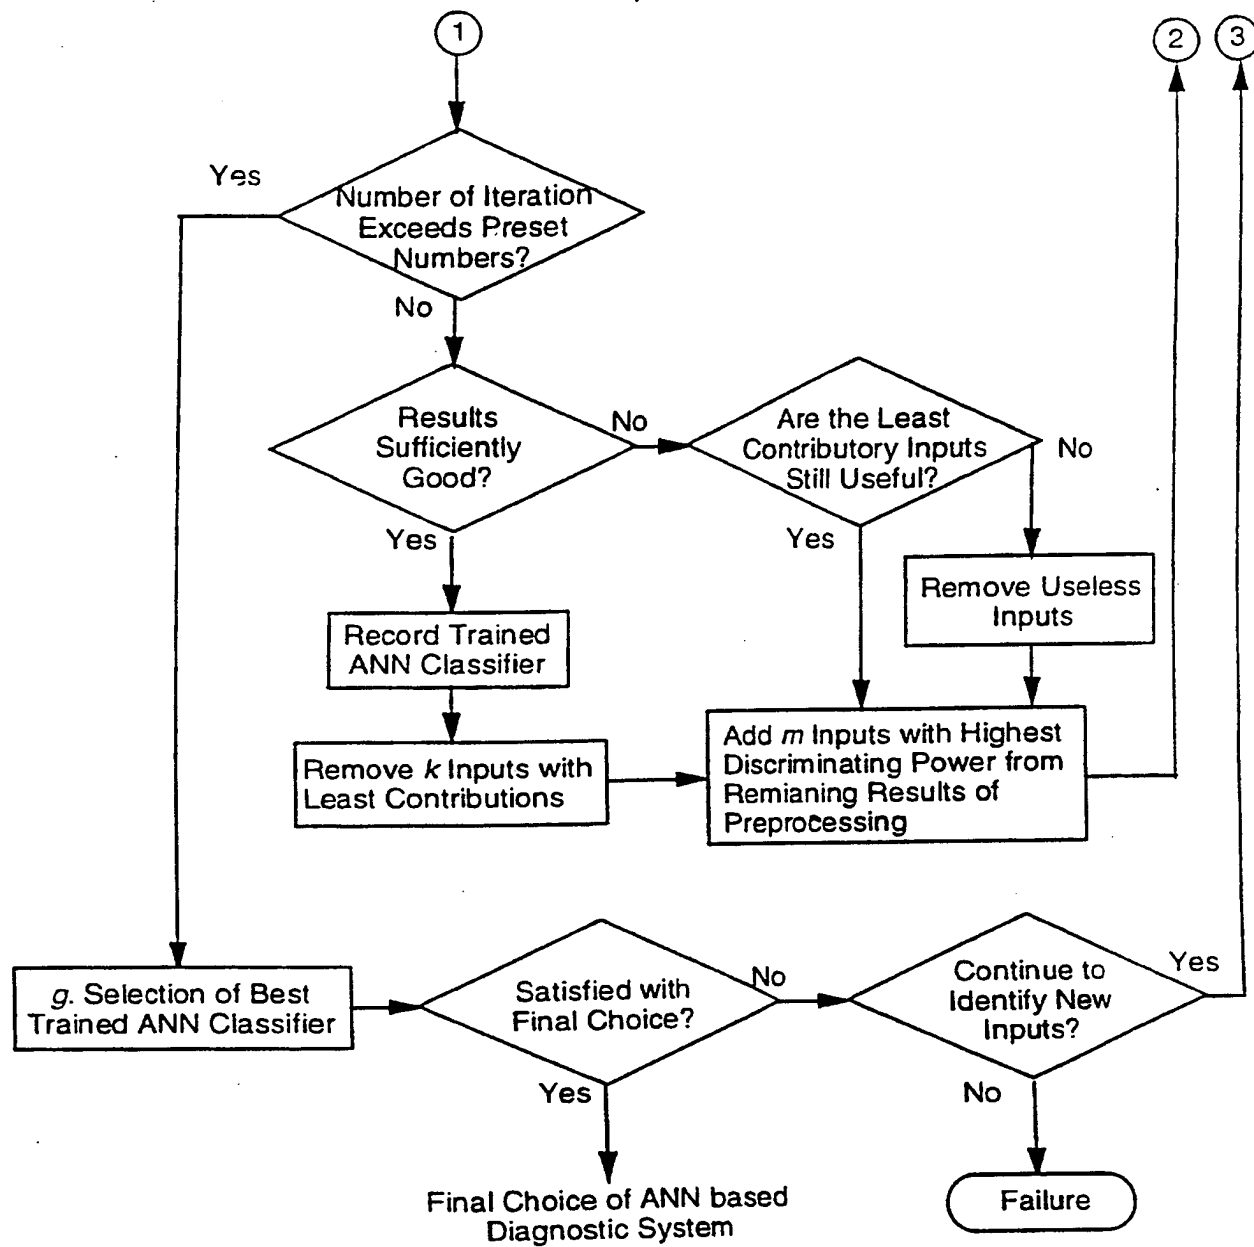 1
2
3
Yes
Number of Iteration
Exceeds Preset
Numbers?
No
Results
Sufficiently
Good?
No
Are the Least
Contributory Inputs
Still Useful?
No
Yes
Yes
Remove Useless
Inputs
Record Trained
ANN Classifier
Remove k Inputs with
Least Contributions
Add m Inputs with Highest
Discriminating Power from
Remianing Results of
Preprocessing
g. Selection of Best
Trained ANN Classifier
Satisfied with
Final Choice?
No
Continue to
Identify New
Inputs?
Yes
Yes
No
Final Choice of ANN based
Diagnostic System
Failure